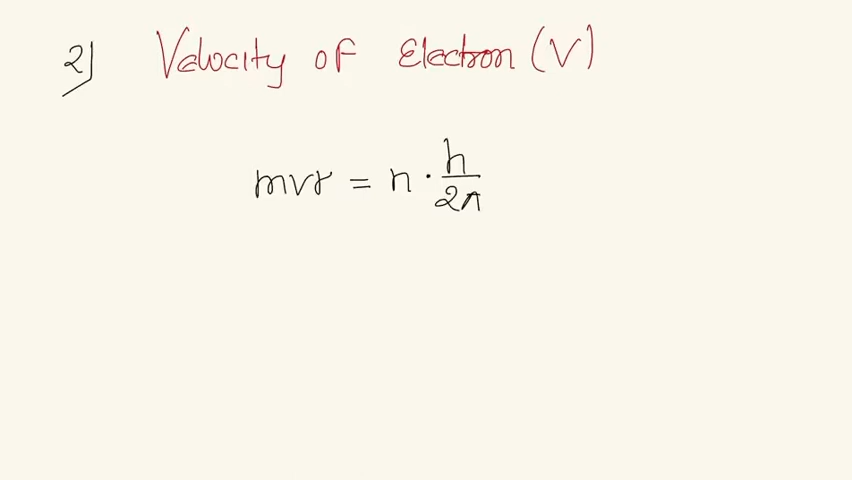 2) Velocity of Electron (V)
mvr = n · h/2π